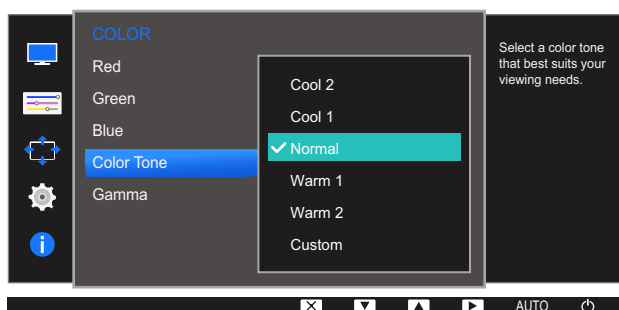 COLOR
Red
Green
Blue
Color Tone
Gamma
Cool 2
Cool 1
Normal
Warm 1
Warm 2
Custom
Select a color tone
that best suits your
viewing needs.
AUTO